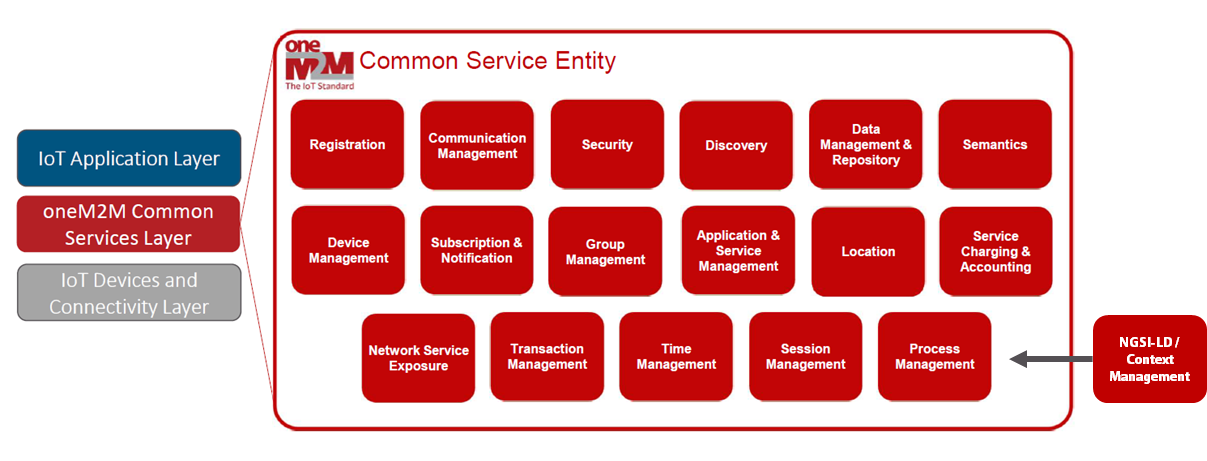 one
M2M
The IoT Standard
Common Service Entity
IoT Application Layer
oneM2M Common
Services Layer
IoT Devices and
Connectivity Layer
Registration
Communication
Management
Security
Discovery
Data
Management &
Repository
Semantics
Device
Management
Subscription &
Notification
Group
Management
Application &
Service
Management
Location
Service
Charging &
Accounting
Network Service
Exposure
Transaction
Management
Time
Management
Session
Management
Process
Management
NGSI-LD /
Context
Management